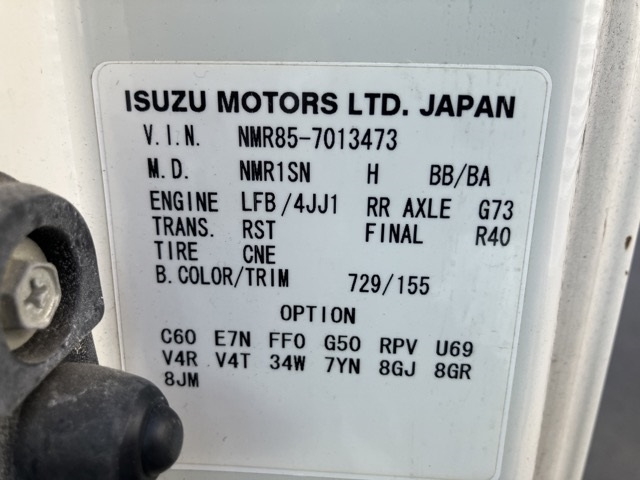 ISUZU MOTORS LTD. JAPAN
V.I.N. NMR85-7013473
M.D. NMR1SN H BB/BA
ENGINE LFB/4JJ1 RR AXLE G73
TRANS. RST FINAL R40
TIRE CNE
B.COLOR/TRIM 729/155
OPTION
C60 E7N FF0 G50 RPV U69
V4R V4T 34W 7YN 8GJ 8GR
8JM